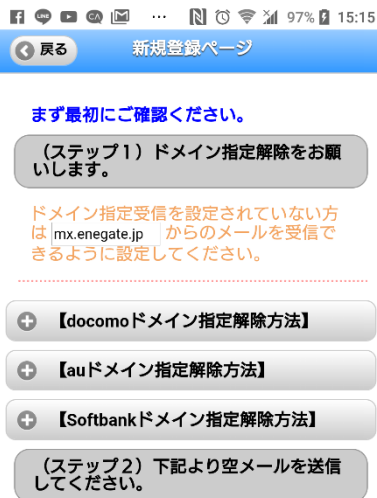 97% 15:15
戻る
新規登録ページ
まず最初にご確認ください。
（ステップ１）ドメイン指定解除をお願
いします。
ドメイン指定受信を設定されていない方
は mx.enegate.jp からのメールを受信で
きるように設定してください。
【docomoドメイン指定解除方法】
【auドメイン指定解除方法】
【Softbankドメイン指定解除方法】
（ステップ２）下記より空メールを送信
してください。